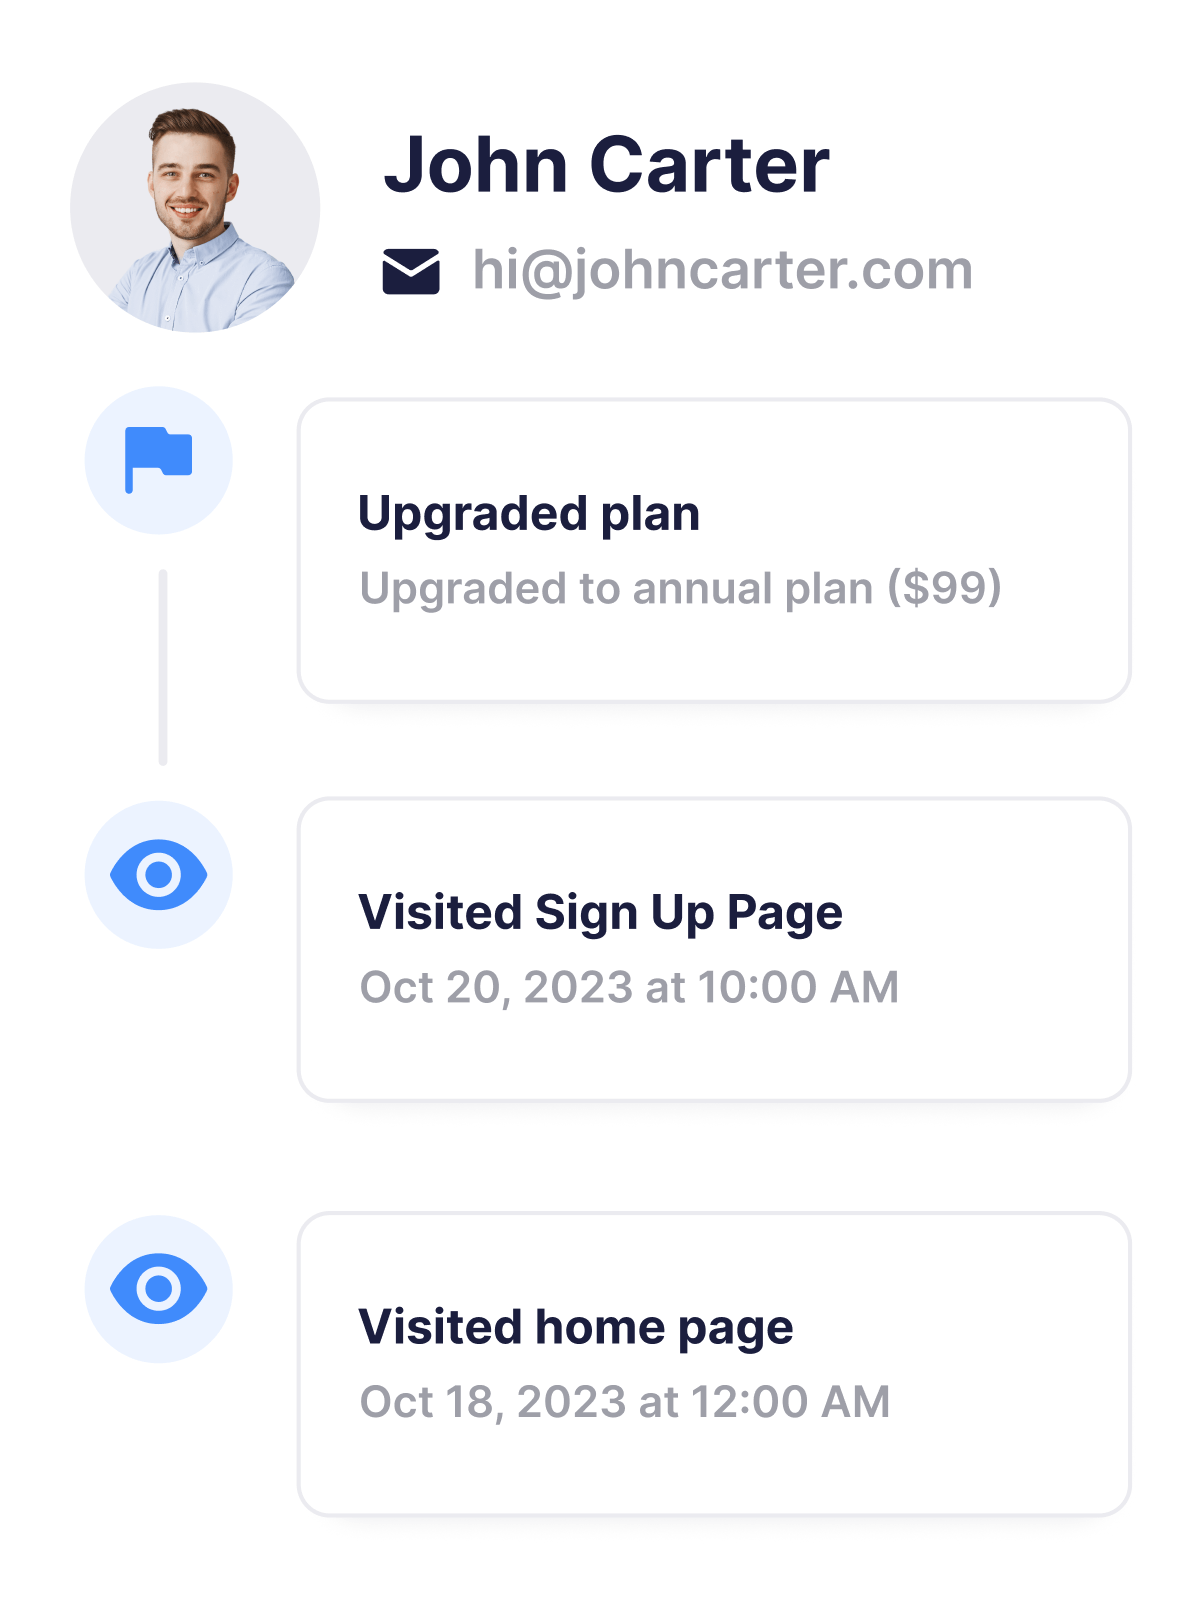 John Carter
hi@johncarter.com
Upgraded plan
Upgraded to annual plan ($99)
Visited Sign Up Page
Oct 20, 2023 at 10:00 AM
Visited home page
Oct 18, 2023 at 12:00 AM